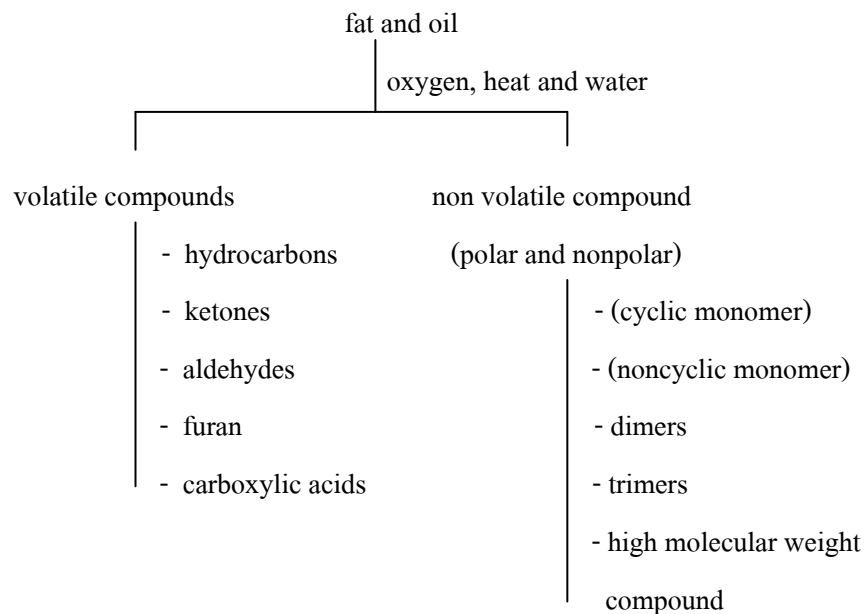 fat and oil
oxygen, heat and water
volatile compounds
- hydrocarbons
- ketones
- aldehydes
- furan
- carboxylic acids
non volatile compound
(polar and nonpolar)
- (cyclic monomer)
- (noncyclic monomer)
- dimers
- trimers
- high molecular weight
compound